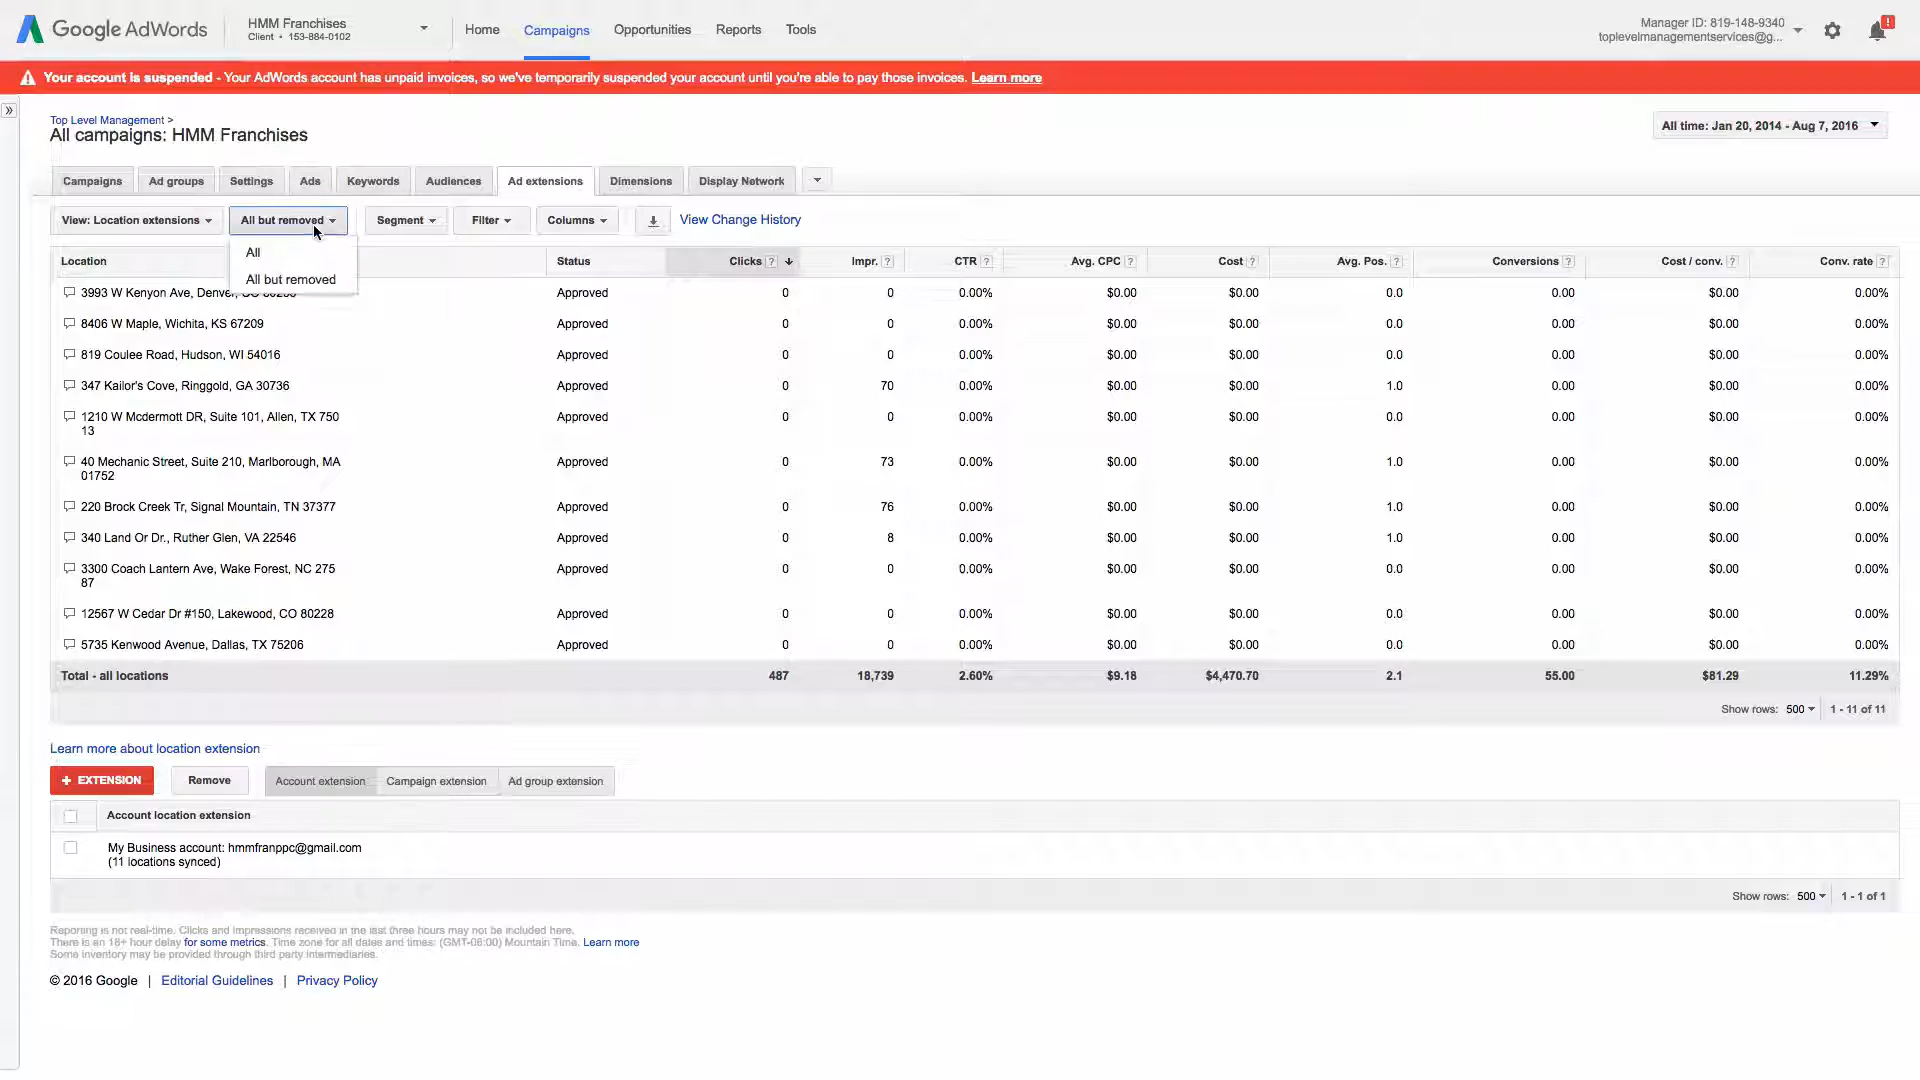 Google AdWords
HMM Franchises
Client • 153-884-0102
Home Campaigns Opportunities Reports Tools
Manager ID: 819-148-9340
toplevelmanagementservices@g...
!
Your account is suspended - Your AdWords account has unpaid invoices, so we've temporarily suspended your account until you're able to pay those invoices. Learn more
»
Top Level Management >
All campaigns: HMM Franchises
All time: Jan 20, 2014 - Aug 7, 2016
Campaigns Ad groups Settings Ads Keywords Audiences Ad extensions Dimensions Display Network
View: Location extensions All but removed Segment Filter Columns View Change History
All
All but removed
Location Status Clicks ? Impr. ? CTR ? Avg. CPC ? Cost ? Avg. Pos. ? Conversions ? Cost / conv. ? Conv. rate ?
3993 W Kenyon Ave, Denver, Approved 0 0 0.00% $0.00 $0.00 0.0 0.00 $0.00 0.00%
8406 W Maple, Wichita, KS 67209 Approved 0 0 0.00% $0.00 $0.00 0.0 0.00 $0.00 0.00%
819 Coulee Road, Hudson, WI 54016 Approved 0 0 0.00% $0.00 $0.00 0.0 0.00 $0.00 0.00%
347 Kailor's Cove, Ringgold, GA 30736 Approved 0 70 0.00% $0.00 $0.00 1.0 0.00 $0.00 0.00%
1210 W Mcdermott DR, Suite 101, Allen, TX 750 Approved 0 0 0.00% $0.00 $0.00 0.0 0.00 $0.00 0.00%
13
40 Mechanic Street, Suite 210, Marlborough, MA Approved 0 73 0.00% $0.00 $0.00 1.0 0.00 $0.00 0.00%
01752
220 Brock Creek Tr, Signal Mountain, TN 37377 Approved 0 76 0.00% $0.00 $0.00 1.0 0.00 $0.00 0.00%
340 Land Or Dr., Ruther Glen, VA 22546 Approved 0 8 0.00% $0.00 $0.00 1.0 0.00 $0.00 0.00%
3300 Coach Lantern Ave, Wake Forest, NC 275 Approved 0 0 0.00% $0.00 $0.00 0.0 0.00 $0.00 0.00%
87
12567 W Cedar Dr #150, Lakewood, CO 80228 Approved 0 0 0.00% $0.00 $0.00 0.0 0.00 $0.00 0.00%
5735 Kenwood Avenue, Dallas, TX 75206 Approved 0 0 0.00% $0.00 $0.00 0.0 0.00 $0.00 0.00%
Total - all locations 487 18,739 2.60% $9.18 $4,470.70 2.1 55.00 $81.29 11.29%
Show rows: 500 1 - 11 of 11
Learn more about location extension
+ EXTENSION Remove Account extension Campaign extension Ad group extension
Account location extension
My Business account: hmmfranppc@gmail.com
(11 locations synced)
Show rows: 500 1 - 1 of 1
Reporting is not real-time. Clicks and impressions received in the last three hours may not be included here.
There is an 18+ hour delay for some metrics. Time zone for all dates and times: (GMT-06:00) Mountain Time. Learn more
Some inventory may be provided through third party intermediaries.
© 2016 Google | Editorial Guidelines | Privacy Policy